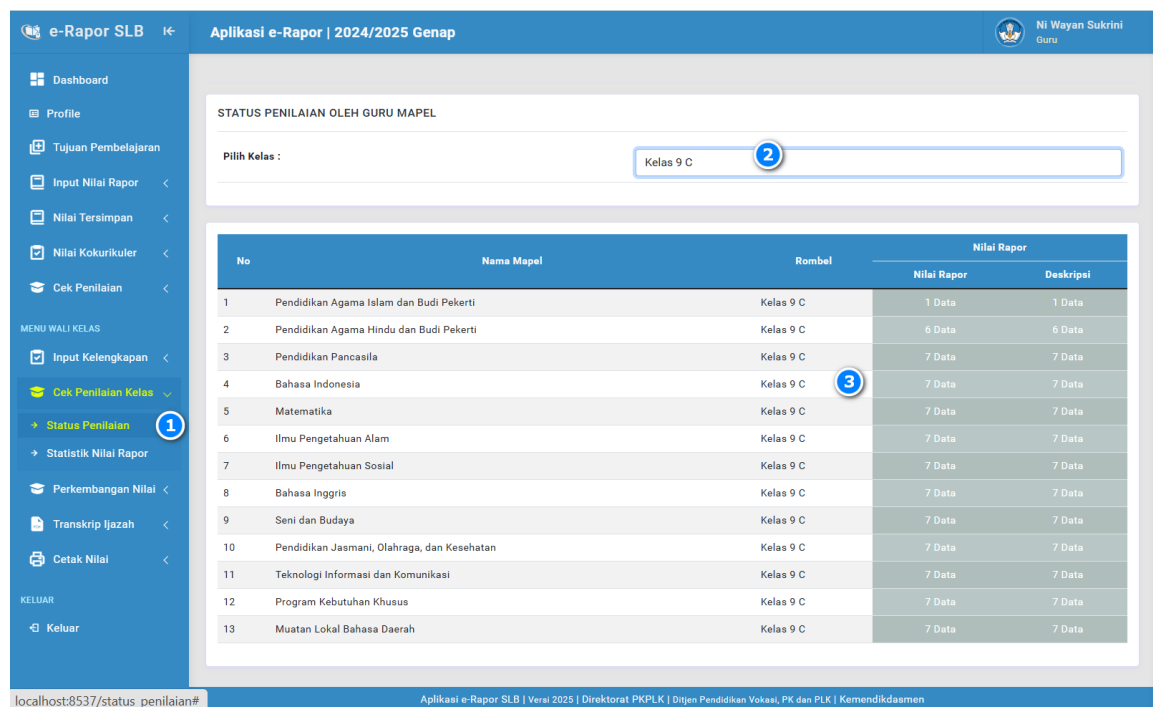 e-Rapor SLB
Aplikasi e-Rapor | 2024/2025 Genap
Ni Wayan Sukrini
Guru
Dashboard
Profile
Tujuan Pembelajaran
Input Nilai Rapor
Nilai Tersimpan
Nilai Kokurikuler
Cek Penilaian
MENU WALI KELAS
Input Kelengkapan
Cek Penilaian Kelas
Status Penilaian 1
Statistik Nilai Rapor
Perkembangan Nilai
Transkrip Ijazah
Cetak Nilai
KELUAR
Keluar
STATUS PENILAIAN OLEH GURU MAPEL
Pilih Kelas : Kelas 9 C 2
No Nama Mapel Rombel Nilai Rapor
Nilai Rapor Deskripsi
1 Pendidikan Agama Islam dan Budi Pekerti Kelas 9 C 1 Data 1 Data
2 Pendidikan Agama Hindu dan Budi Pekerti Kelas 9 C 6 Data 6 Data
3 Pendidikan Pancasila Kelas 9 C 7 Data 7 Data
4 Bahasa Indonesia Kelas 9 C 3 7 Data 7 Data
5 Matematika Kelas 9 C 7 Data 7 Data
6 Ilmu Pengetahuan Alam Kelas 9 C 7 Data 7 Data
7 Ilmu Pengetahuan Sosial Kelas 9 C 7 Data 7 Data
8 Bahasa Inggris Kelas 9 C 7 Data 7 Data
9 Seni dan Budaya Kelas 9 C 7 Data 7 Data
10 Pendidikan Jasmani, Olahraga, dan Kesehatan Kelas 9 C 7 Data 7 Data
11 Teknologi Informasi dan Komunikasi Kelas 9 C 7 Data 7 Data
12 Program Kebutuhan Khusus Kelas 9 C 7 Data 7 Data
13 Muatan Lokal Bahasa Daerah Kelas 9 C 7 Data 7 Data
localhost:8537/status_penilaian#
Aplikasi e-Rapor SLB | Versi 2025 | Direktorat PKPLK | Ditjen Pendidikan Vokasi, PK dan PLK | Kemendikdasmen